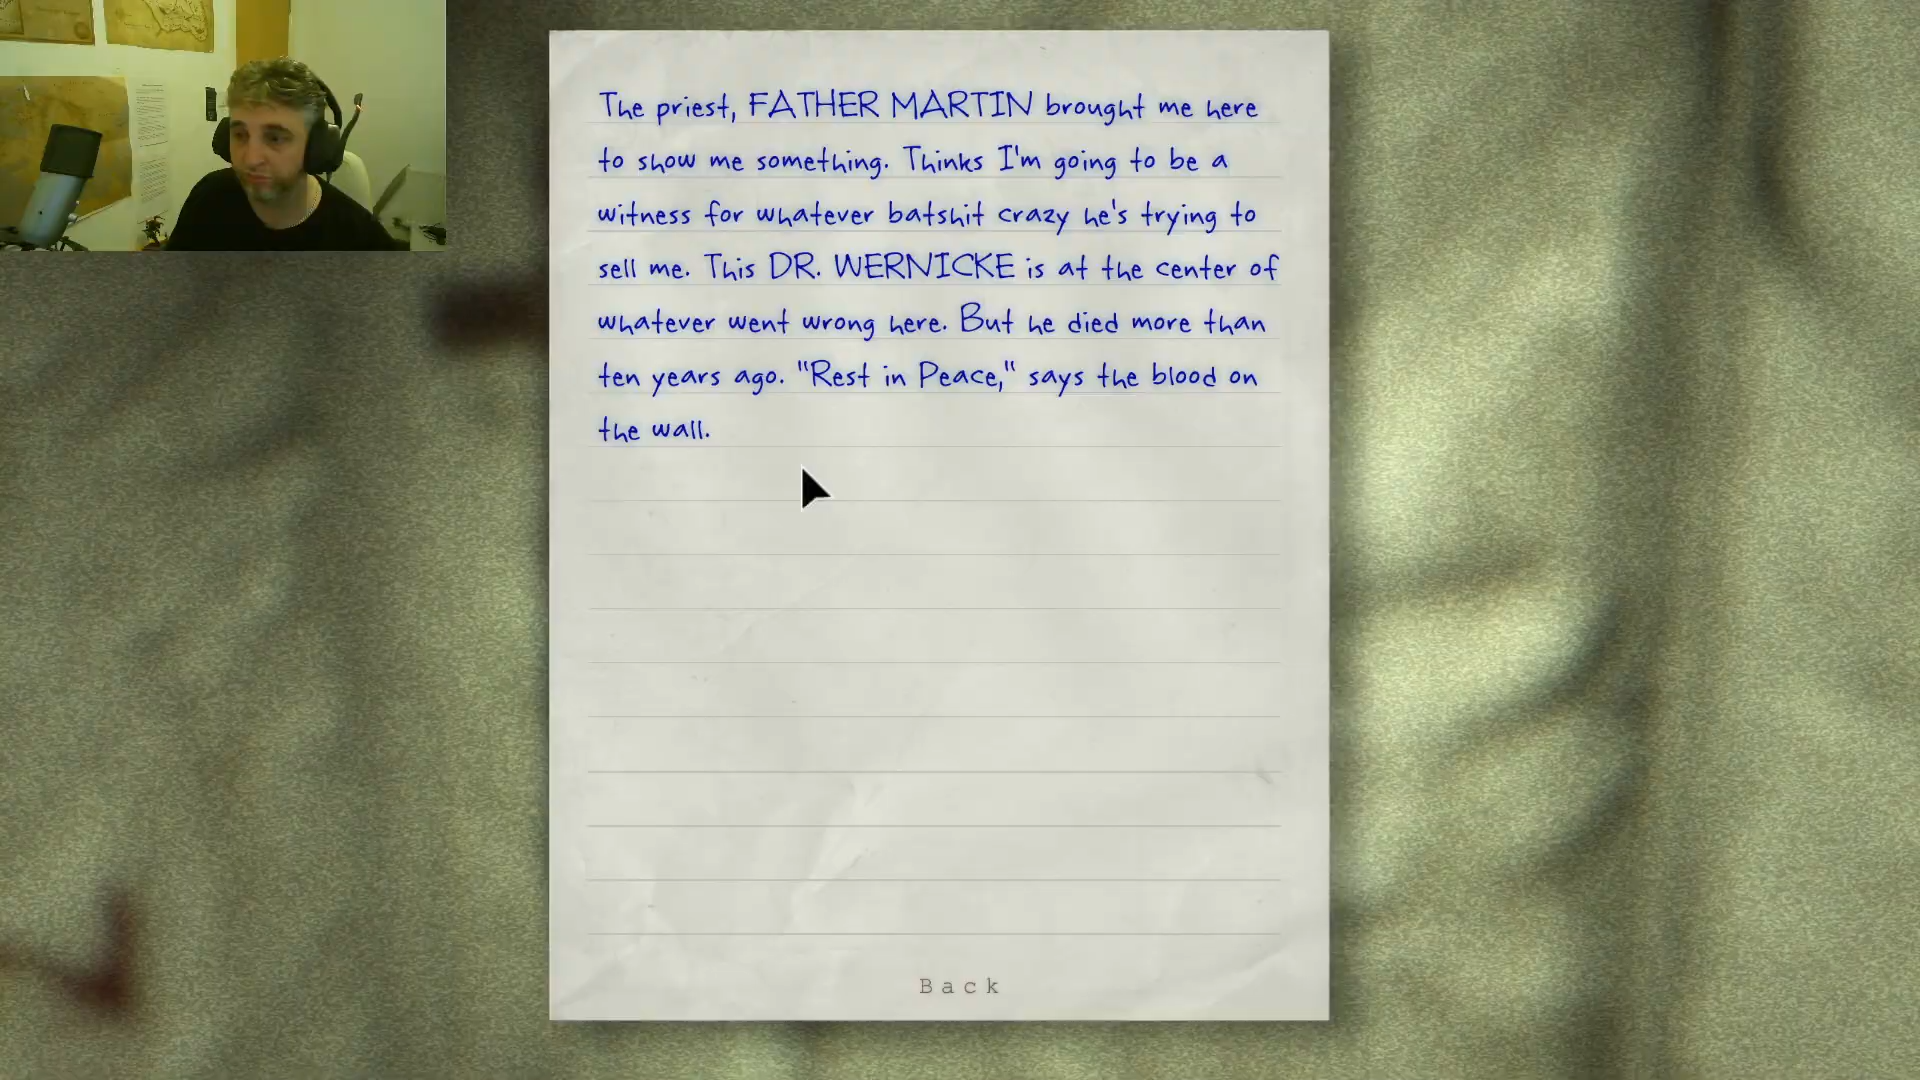 The priest, FATHER MARTIN brought me here
to show me something. Thinks I'm going to be a
witness for whatever batshit crazy he's trying to
sell me. This DR. WERNICKE is at the center of
whatever went wrong here. But he died more than
ten years ago. "Rest in Peace," says the blood on
the wall.
Back